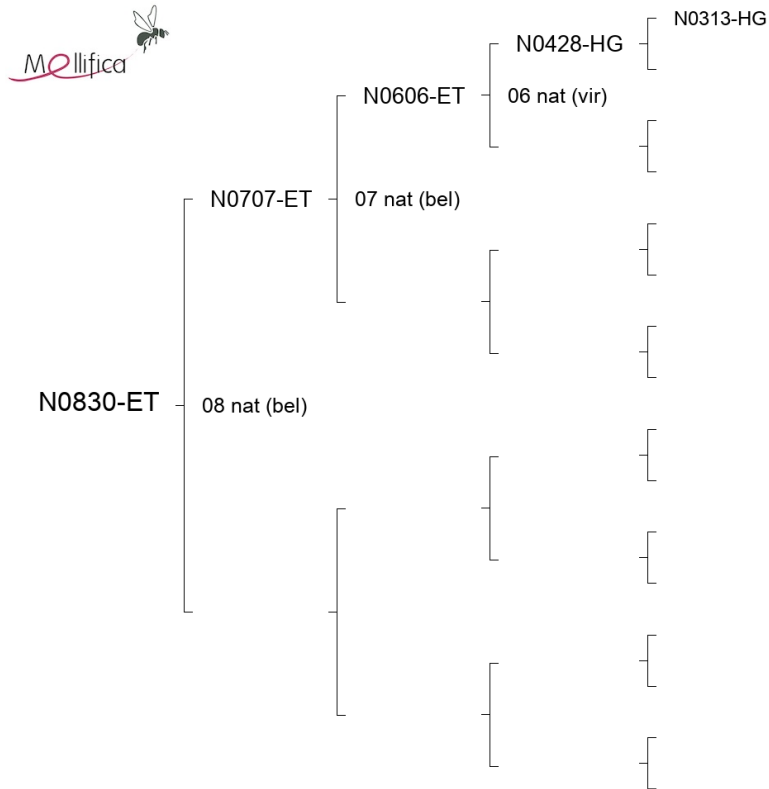 Mellifica
N0313-HG
N0428-HG
N0606-ET
06 nat (vir)
N0707-ET
07 nat (bel)
N0830-ET
08 nat (bel)